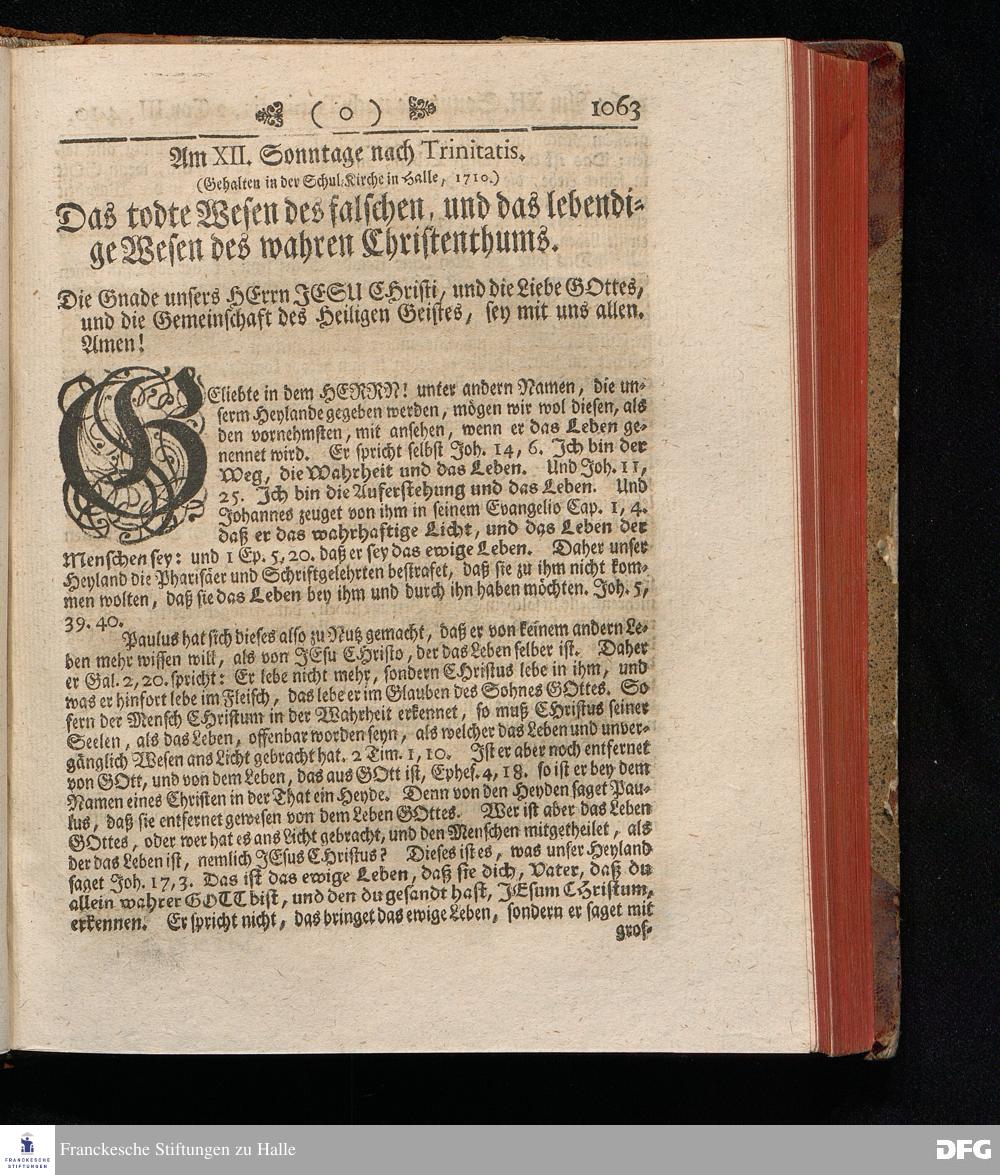 ( o ) 1063
Am XII. Sonntage nach Trinitatis.
(Gehalten in der Schul-Kirche in Halle, 1710.)
Das todte Wesen des falschen, und das lebendi-
ge Wesen des wahren Christenthums.
Die Gnade unsers HErrn JESU CHristi, und die Liebe GOttes,
und die Gemeinschaft des Heiligen Geistes, sey mit uns allen.
Amen!
GEliebte in dem HERRN! unter andern Namen, die un-
serm Heylande gegeben werden, mögen wir wol diesen, als
den vornehmsten, mit ansehen, wenn er das Leben ge-
nennet wird. Er spricht selbst Joh. 14, 6. Ich bin der
Weg, die Wahrheit und das Leben. Und Joh. 11,
25. Ich bin die Auferstehung und das Leben. Und
Johannes zeuget von ihm in seinem Evangelio Cap. 1, 4.
daß er das wahrhaftige Licht, und das Leben der
Menschen sey: und 1 Ep. 5, 20. daß er sey das ewige Leben. Daher unser
Heyland die Pharisäer und Schriftgelehrten bestrafet, daß sie zu ihm nicht kom-
men wolten, daß sie das Leben bey ihm und durch ihn haben möchten. Joh. 5,
39. 40.
Paulus hat sich dieses also zu Nutz gemacht, daß er von keinem andern Le-
ben mehr wissen will, als von JEsu CHristo, der das Leben selber ist. Daher
er Gal. 2, 20. spricht: Er lebe nicht mehr, sondern CHristus lebe in ihm, und
was er hinfort lebe im Fleisch, das lebe er im Glauben des Sohnes GOttes. So
fern der Mensch CHristum in der Wahrheit erkennet, so muß CHristus seiner
Seelen, als das Leben, offenbar worden seyn, als welcher das Leben und unver-
gänglich Wesen ans Licht gebracht hat. 2 Tim. 1, 10. Ist er aber noch entfernet
von GOtt, und von dem Leben, das aus GOtt ist, Ephes. 4, 18. so ist er bey dem
Namen eines Christen in der That ein Heyde. Denn von den Heyden saget Pau-
lus, daß sie entfernet gewesen von dem Leben GOttes. Wer ist aber das Leben
GOttes, oder wer hat es ans Licht gebracht, und den Menschen mitgetheilet, als
der das Leben ist, nemlich JEsus CHristus? Dieses ist es, was unser Heyland
saget Joh. 17, 3. Das ist das ewige Leben, daß sie dich, Vater, daß du
allein wahrer GOTT bist, und den du gesandt hast, JEsum CHristum,
erkennen. Er spricht nicht, das bringet das ewige Leben, sondern er saget mit
gros-
FRANCKESCHE
STIFTUNGEN
Franckesche Stiftungen zu Halle
DFG